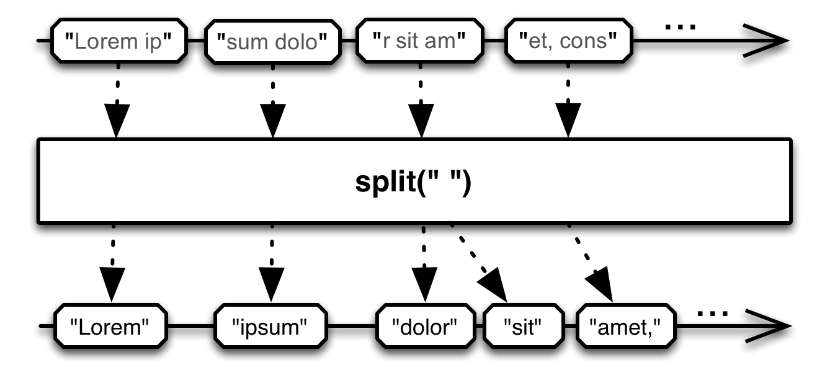 "Lorem ip" "sum dolo" "r sit am" "et, cons" ...
split(" ")
"Lorem" "ipsum" "dolor" "sit" "amet," ...